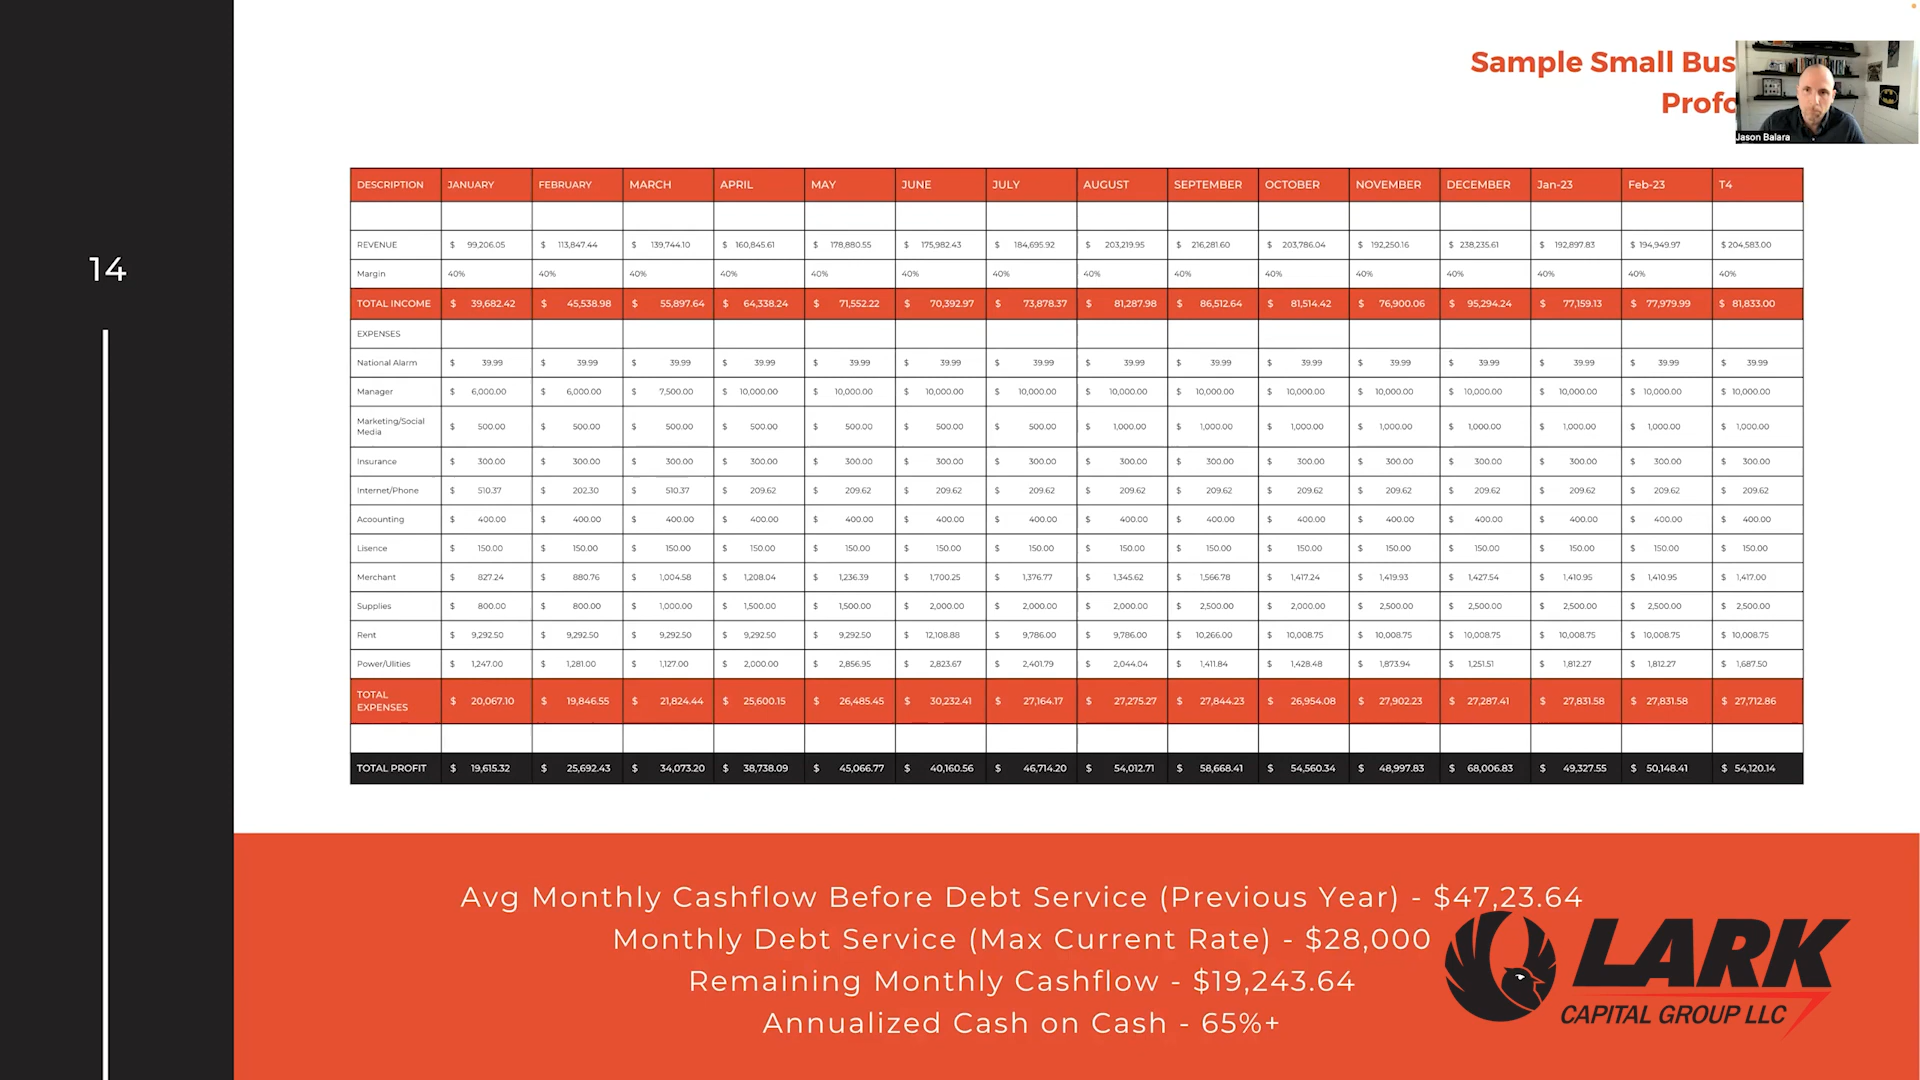 Sample Small Bus
Profo
Jason Balara
14
DESCRIPTION JANUARY FEBRUARY MARCH APRIL MAY JUNE JULY AUGUST SEPTEMBER OCTOBER NOVEMBER DECEMBER Jan-23 Feb-23 T4
REVENUE $ 99,206.05 $ 113,847.44 $ 139,744.10 $ 160,845.61 $ 178,880.55 $ 175,982.43 $ 184,695.92 $ 203,219.95 $ 216,281.60 $ 203,786.04 $ 192,250.16 $ 238,235.61 $ 192,897.83 $ 194,949.97 $ 204,583.00
Margin 40% 40% 40% 40% 40% 40% 40% 40% 40% 40% 40% 40% 40% 40% 40%
TOTAL INCOME $ 39,682.42 $ 45,538.98 $ 55,897.64 $ 64,338.24 $ 71,552.22 $ 70,392.97 $ 73,878.37 $ 81,287.98 $ 86,512.64 $ 81,514.42 $ 76,900.06 $ 95,294.24 $ 77,159.13 $ 77,979.99 $ 81,833.00
EXPENSES
National Alarm $ 39.99 $ 39.99 $ 39.99 $ 39.99 $ 39.99 $ 39.99 $ 39.99 $ 39.99 $ 39.99 $ 39.99 $ 39.99 $ 39.99 $ 39.99 $ 39.99 $ 39.99
Manager $ 6,000.00 $ 6,000.00 $ 7,500.00 $ 10,000.00 $ 10,000.00 $ 10,000.00 $ 10,000.00 $ 10,000.00 $ 10,000.00 $ 10,000.00 $ 10,000.00 $ 10,000.00 $ 10,000.00 $ 10,000.00 $ 10,000.00
Marketing/Social
Media $ 500.00 $ 500.00 $ 500.00 $ 500.00 $ 500.00 $ 500.00 $ 500.00 $ 1,000.00 $ 1,000.00 $ 1,000.00 $ 1,000.00 $ 1,000.00 $ 1,000.00 $ 1,000.00 $ 1,000.00
Insurance $ 300.00 $ 300.00 $ 300.00 $ 300.00 $ 300.00 $ 300.00 $ 300.00 $ 300.00 $ 300.00 $ 300.00 $ 300.00 $ 300.00 $ 300.00 $ 300.00 $ 300.00
Internet/Phone $ 510.37 $ 202.30 $ 510.37 $ 209.62 $ 209.62 $ 209.62 $ 209.62 $ 209.62 $ 209.62 $ 209.62 $ 209.62 $ 209.62 $ 209.62 $ 209.62 $ 209.62
Acoounting $ 400.00 $ 400.00 $ 400.00 $ 400.00 $ 400.00 $ 400.00 $ 400.00 $ 400.00 $ 400.00 $ 400.00 $ 400.00 $ 400.00 $ 400.00 $ 400.00 $ 400.00
Lisence $ 150.00 $ 150.00 $ 150.00 $ 150.00 $ 150.00 $ 150.00 $ 150.00 $ 150.00 $ 150.00 $ 150.00 $ 150.00 $ 150.00 $ 150.00 $ 150.00 $ 150.00
Merchant $ 827.24 $ 880.76 $ 1,004.58 $ 1,208.04 $ 1,236.39 $ 1,700.25 $ 1,376.77 $ 1,345.62 $ 1,566.78 $ 1,417.24 $ 1,419.93 $ 1,427.54 $ 1,410.95 $ 1,410.95 $ 1,417.00
Supplies $ 800.00 $ 800.00 $ 1,000.00 $ 1,500.00 $ 1,500.00 $ 2,000.00 $ 2,000.00 $ 2,000.00 $ 2,500.00 $ 2,000.00 $ 2,500.00 $ 2,500.00 $ 2,500.00 $ 2,500.00 $ 2,500.00
Rent $ 9,292.50 $ 9,292.50 $ 9,292.50 $ 9,292.50 $ 9,292.50 $ 12,108.88 $ 9,786.00 $ 9,786.00 $ 10,266.00 $ 10,008.75 $ 10,008.75 $ 10,008.75 $ 10,008.75 $ 10,008.75 $ 10,008.75
Power/Ulities $ 1,247.00 $ 1,281.00 $ 1,127.00 $ 2,000.00 $ 2,856.95 $ 2,823.67 $ 2,401.79 $ 2,044.04 $ 1,411.84 $ 1,428.48 $ 1,873.94 $ 1,251.51 $ 1,812.27 $ 1,812.27 $ 1,687.50
TOTAL
EXPENSES $ 20,067.10 $ 19,846.55 $ 21,824.44 $ 25,600.15 $ 26,485.45 $ 30,232.41 $ 27,164.17 $ 27,275.27 $ 27,844.23 $ 26,954.08 $ 27,902.23 $ 27,287.41 $ 27,831.58 $ 27,831.58 $ 27,712.86
TOTAL PROFIT $ 19,615.32 $ 25,692.43 $ 34,073.20 $ 38,738.09 $ 45,066.77 $ 40,160.56 $ 46,714.20 $ 54,012.71 $ 58,668.41 $ 54,560.34 $ 48,997.83 $ 68,006.83 $ 49,327.55 $ 50,148.41 $ 54,120.14
Avg Monthly Cashflow Before Debt Service (Previous Year) - $47,23.64
Monthly Debt Service (Max Current Rate) - $28,000
Remaining Monthly Cashflow - $19,243.64
Annualized Cash on Cash - 65%+
LARK
CAPITAL GROUP LLC